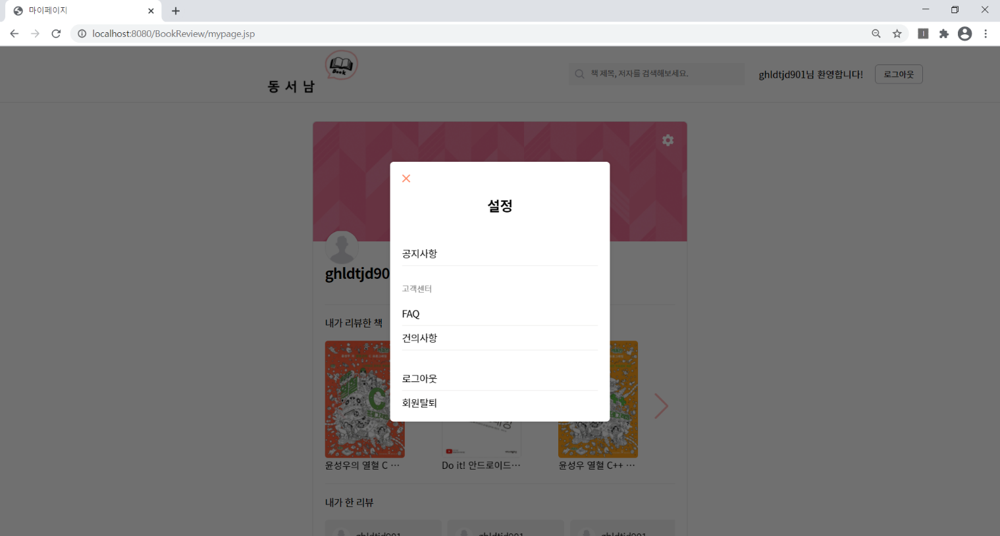 마이페이지
localhost:8080/BookReview/mypage.jsp
Book
동 서 남
책 제목, 저자를 검색해보세요.
ghldtjd901님 환영합니다!
로그아웃
설정
공지사항
고객센터
FAQ
건의사항
로그아웃
회원탈퇴
ghldtjd90
내가 리뷰한 책
윤성우의 열혈 C ···
Do it! 안드로이드···
윤성우 열혈 C++ ···
내가 한 리뷰
ghldtjd901
ghldtjd901
ghldtjd901